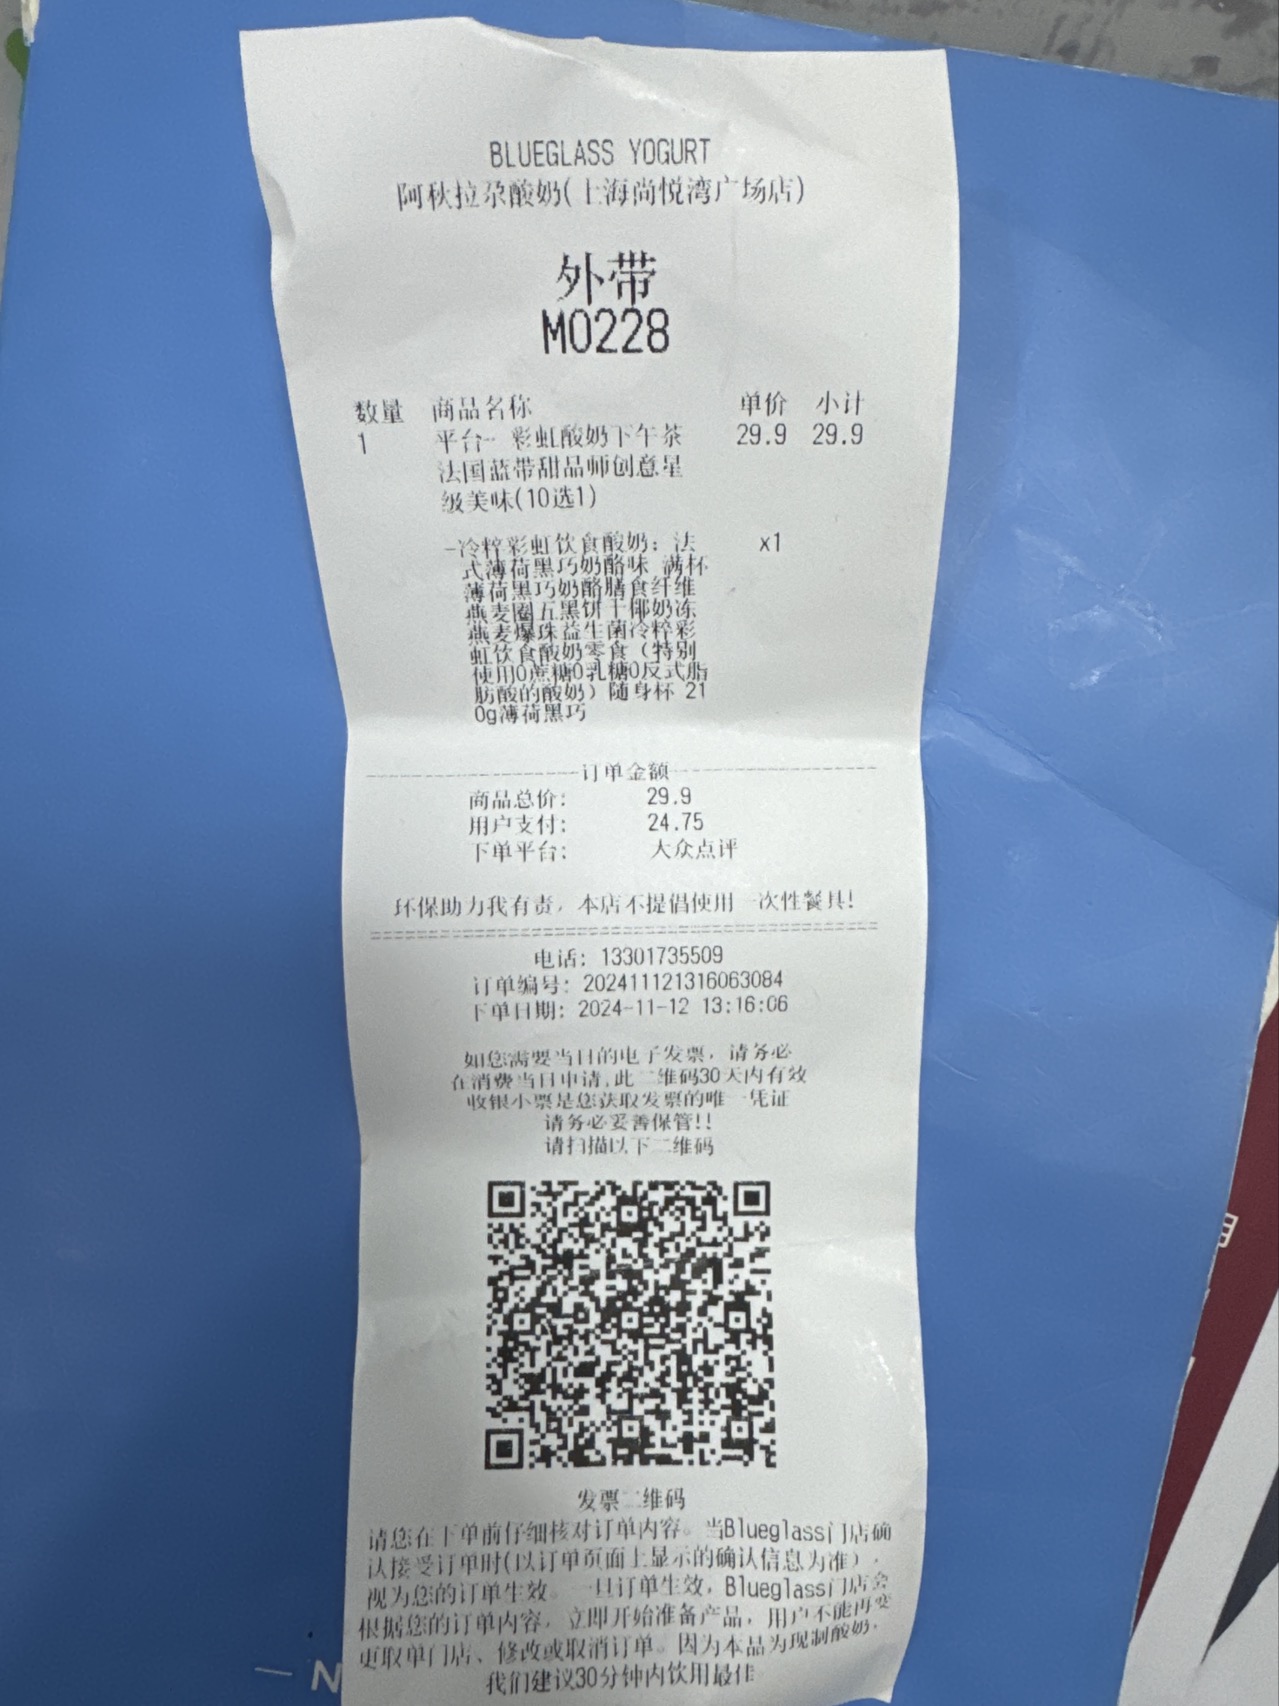 BLUEGLASS YOGURT
阿秋拉尕酸奶(上海尚悦湾广场店)
外带
M0228
数量 商品名称 单价 小计
1 平台- 彩虹酸奶下午茶 29.9 29.9
法国蓝带甜品师创意星
级美味(10选1)
-冷粹彩虹饮食酸奶：法 x1
式薄荷黑巧奶酪味 满杯
薄荷黑巧奶酪膳食纤维
燕麦圈五黑饼干椰奶冻
燕麦爆珠益生菌冷粹彩
虹饮食酸奶零食（特别
使用0蔗糖0乳糖0反式脂
肪酸的酸奶）随身杯 21
0g薄荷黑巧
订单金额
商品总价： 29.9
用户支付： 24.75
下单平台： 大众点评
环保助力我有责，本店不提倡使用一次性餐具!
电话：13301735509
订单编号：202411121316063084
下单日期：2024-11-12 13:16:06
如您需要当日的电子发票，请务必
在消费当日申请,此二维码30天内有效
收银小票是您获取发票的唯一凭证
请务必妥善保管!!
请扫描以下二维码
发票二维码
请您在下单前仔细核对订单内容。当Blueglass门店确
认接受订单时(以订单页面上显示的确认信息为准），
视为您的订单生效。一旦订单生效，Blueglass门店会
根据您的订单内容，立即开始准备产品，用户不能再变
更取单门店、修改或取消订单。因为本品为现制酸奶，
我们建议30分钟内饮用最佳
— N